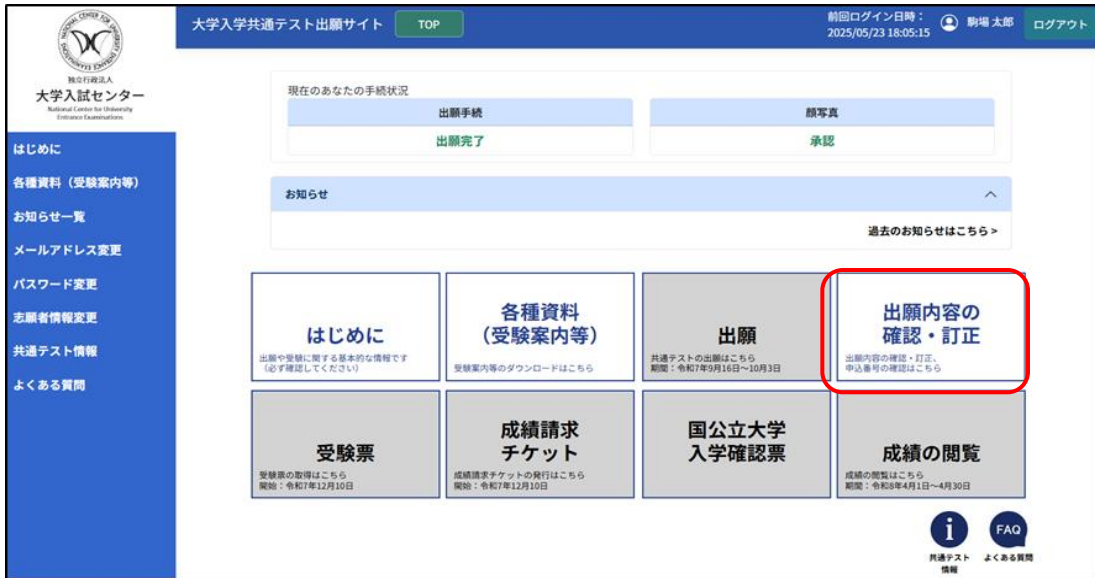 NATIONAL CENTER FOR UNIVERSITY ENTRANCE EXAMINATIONS
独立行政法人
大学入試センター
National Center for University
Entrance Examinations
はじめに
各種資料(受験案内等)
お知らせ一覧
メールアドレス変更
パスワード変更
志願者情報変更
共通テスト情報
よくある質問
大学入学共通テスト出願サイト
TOP
前回ログイン日時:
2025/05/23 18:05:15
駒場 太郎
ログアウト
現在のあなたの手続状況
出願手続
顔写真
出願完了
承認
お知らせ
過去のお知らせはこちら >
はじめに
出願や受験に関する基本的な情報です
(必ず確認してください)
各種資料
(受験案内等)
受験案内等のダウンロードはこちら
出願
共通テストの出願はこちら
期間:令和7年9月16日~10月3日
出願内容の
確認・訂正
出願内容の確認・訂正、
申込番号の確認はこちら
受験票
受験票の取得はこちら
開始:令和7年12月10日
成績請求
チケット
成績請求チケットの発行はこちら
開始:令和7年12月10日
国公立大学
入学確認票
成績の閲覧
成績の閲覧はこちら
期間:令和8年4月1日~4月30日
i
共通テスト
情報
FAQ
よくある質問